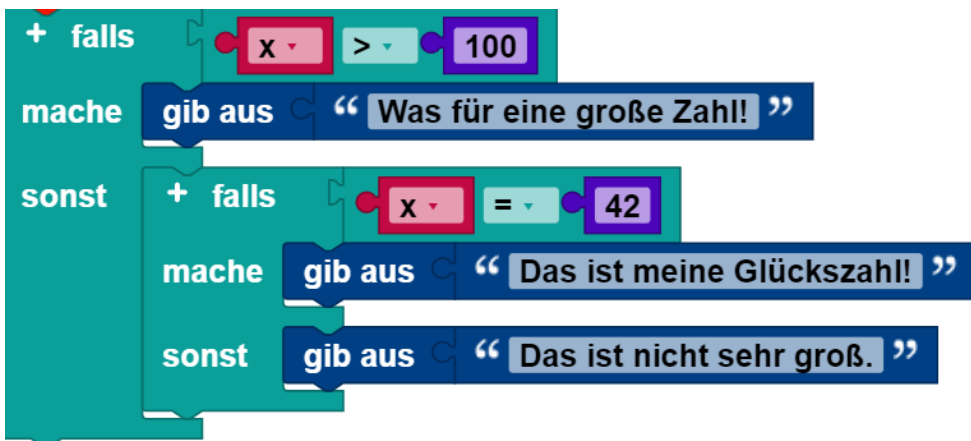 + falls x > 100
mache gib aus “ Was für eine große Zahl! ”
sonst + falls x = 42
mache gib aus “ Das ist meine Glückszahl! ”
sonst gib aus “ Das ist nicht sehr groß. ”